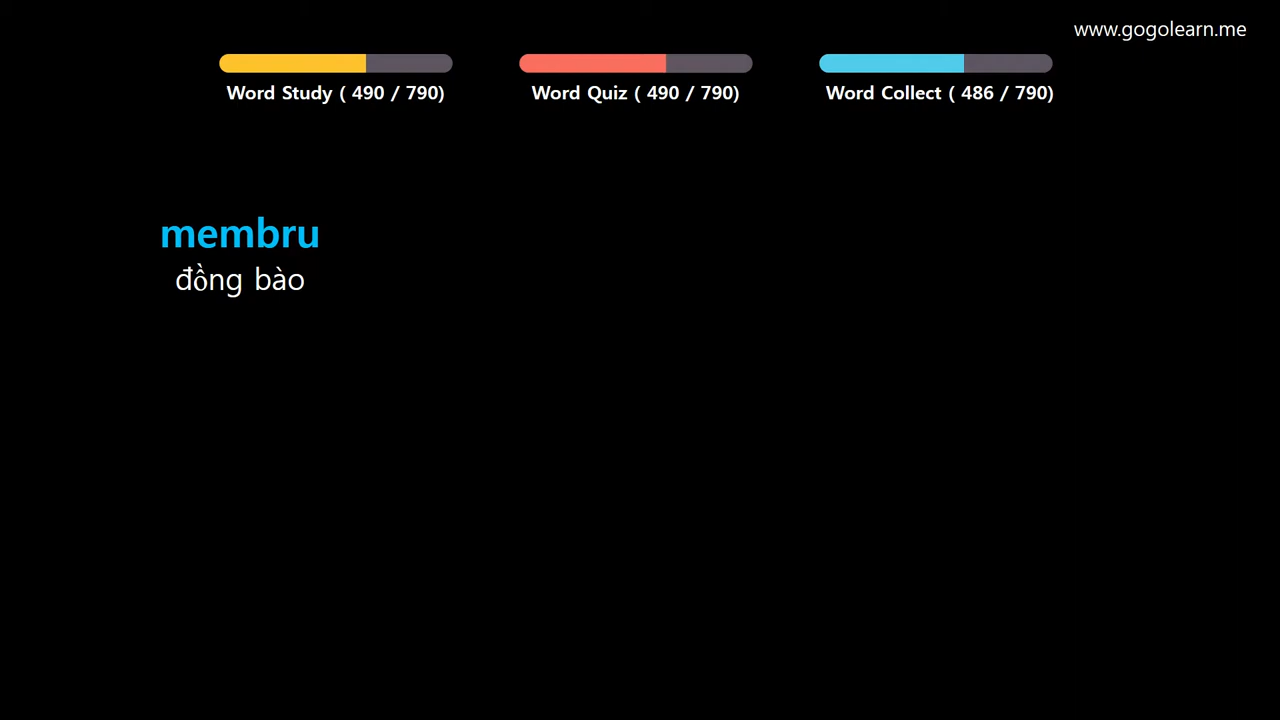 www.gogolearn.me
Word Study ( 490 / 790)
Word Quiz ( 490 / 790)
Word Collect ( 486 / 790)
membru
đồng bào